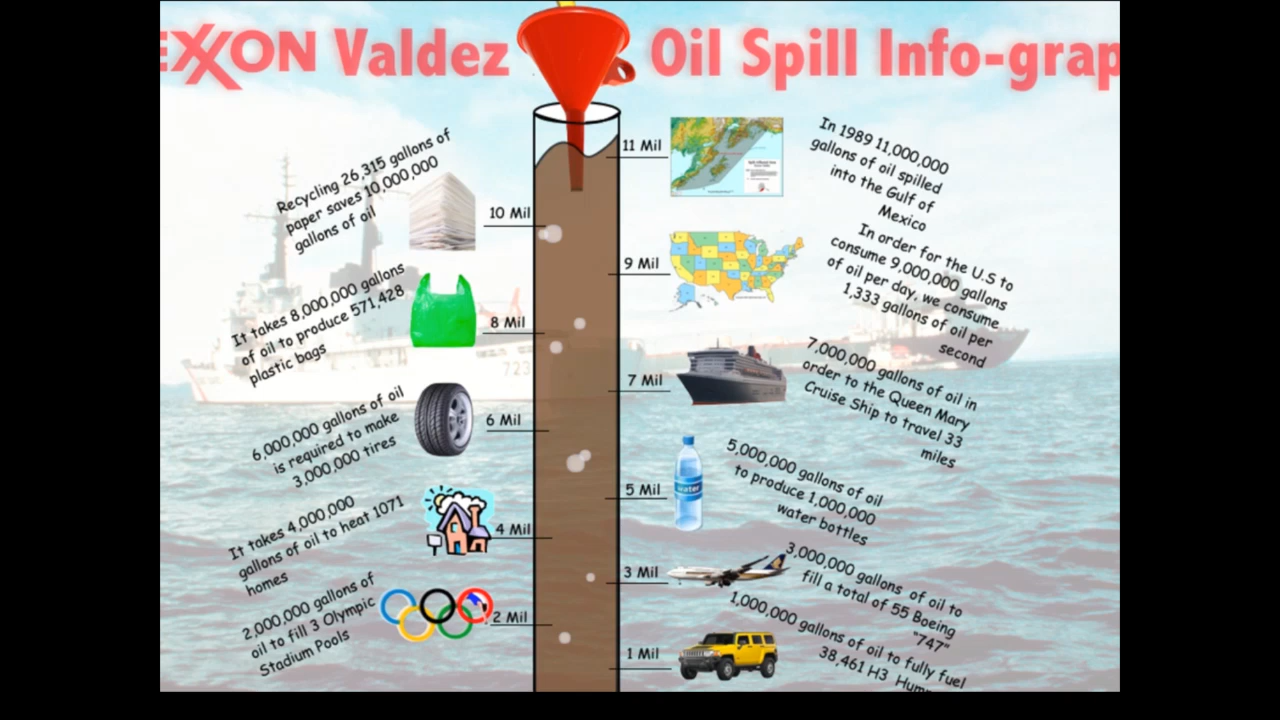 EXXON Valdez Oil Spill Info-grap
11 Mil
In 1989 11,000,000
gallons of oil spilled
into the Gulf of
Mexico
Recycling 26,315 gallons of
paper saves 10,000,000
gallons of oil
10 Mil
9 Mil
In order for the U.S to
consume 9,000,000 gallons
of oil per day, we consume
1,333 gallons of oil per
second
It takes 8,000,000 gallons
of oil to produce 571,428
plastic bags
8 Mil
723
7 Mil
7,000,000 gallons of oil in
order to the Queen Mary
Cruise Ship to travel 33
miles
6,000,000 gallons of oil
is required to make
3,000,000 tires
6 Mil
5 Mil
water
5,000,000 gallons of oil
to produce 1,000,000
water bottles
It takes 4,000,000
gallons of oil to heat 1071
homes
4 Mil
3 Mil
3,000,000 gallons of oil to
fill a total of 55 Boeing
"747"
2,000,000 gallons of
oil to fill 3 Olympic
Stadium Pools
2 Mil
1 Mil
1,000,000 gallons of oil to fully fuel
38,461 H3